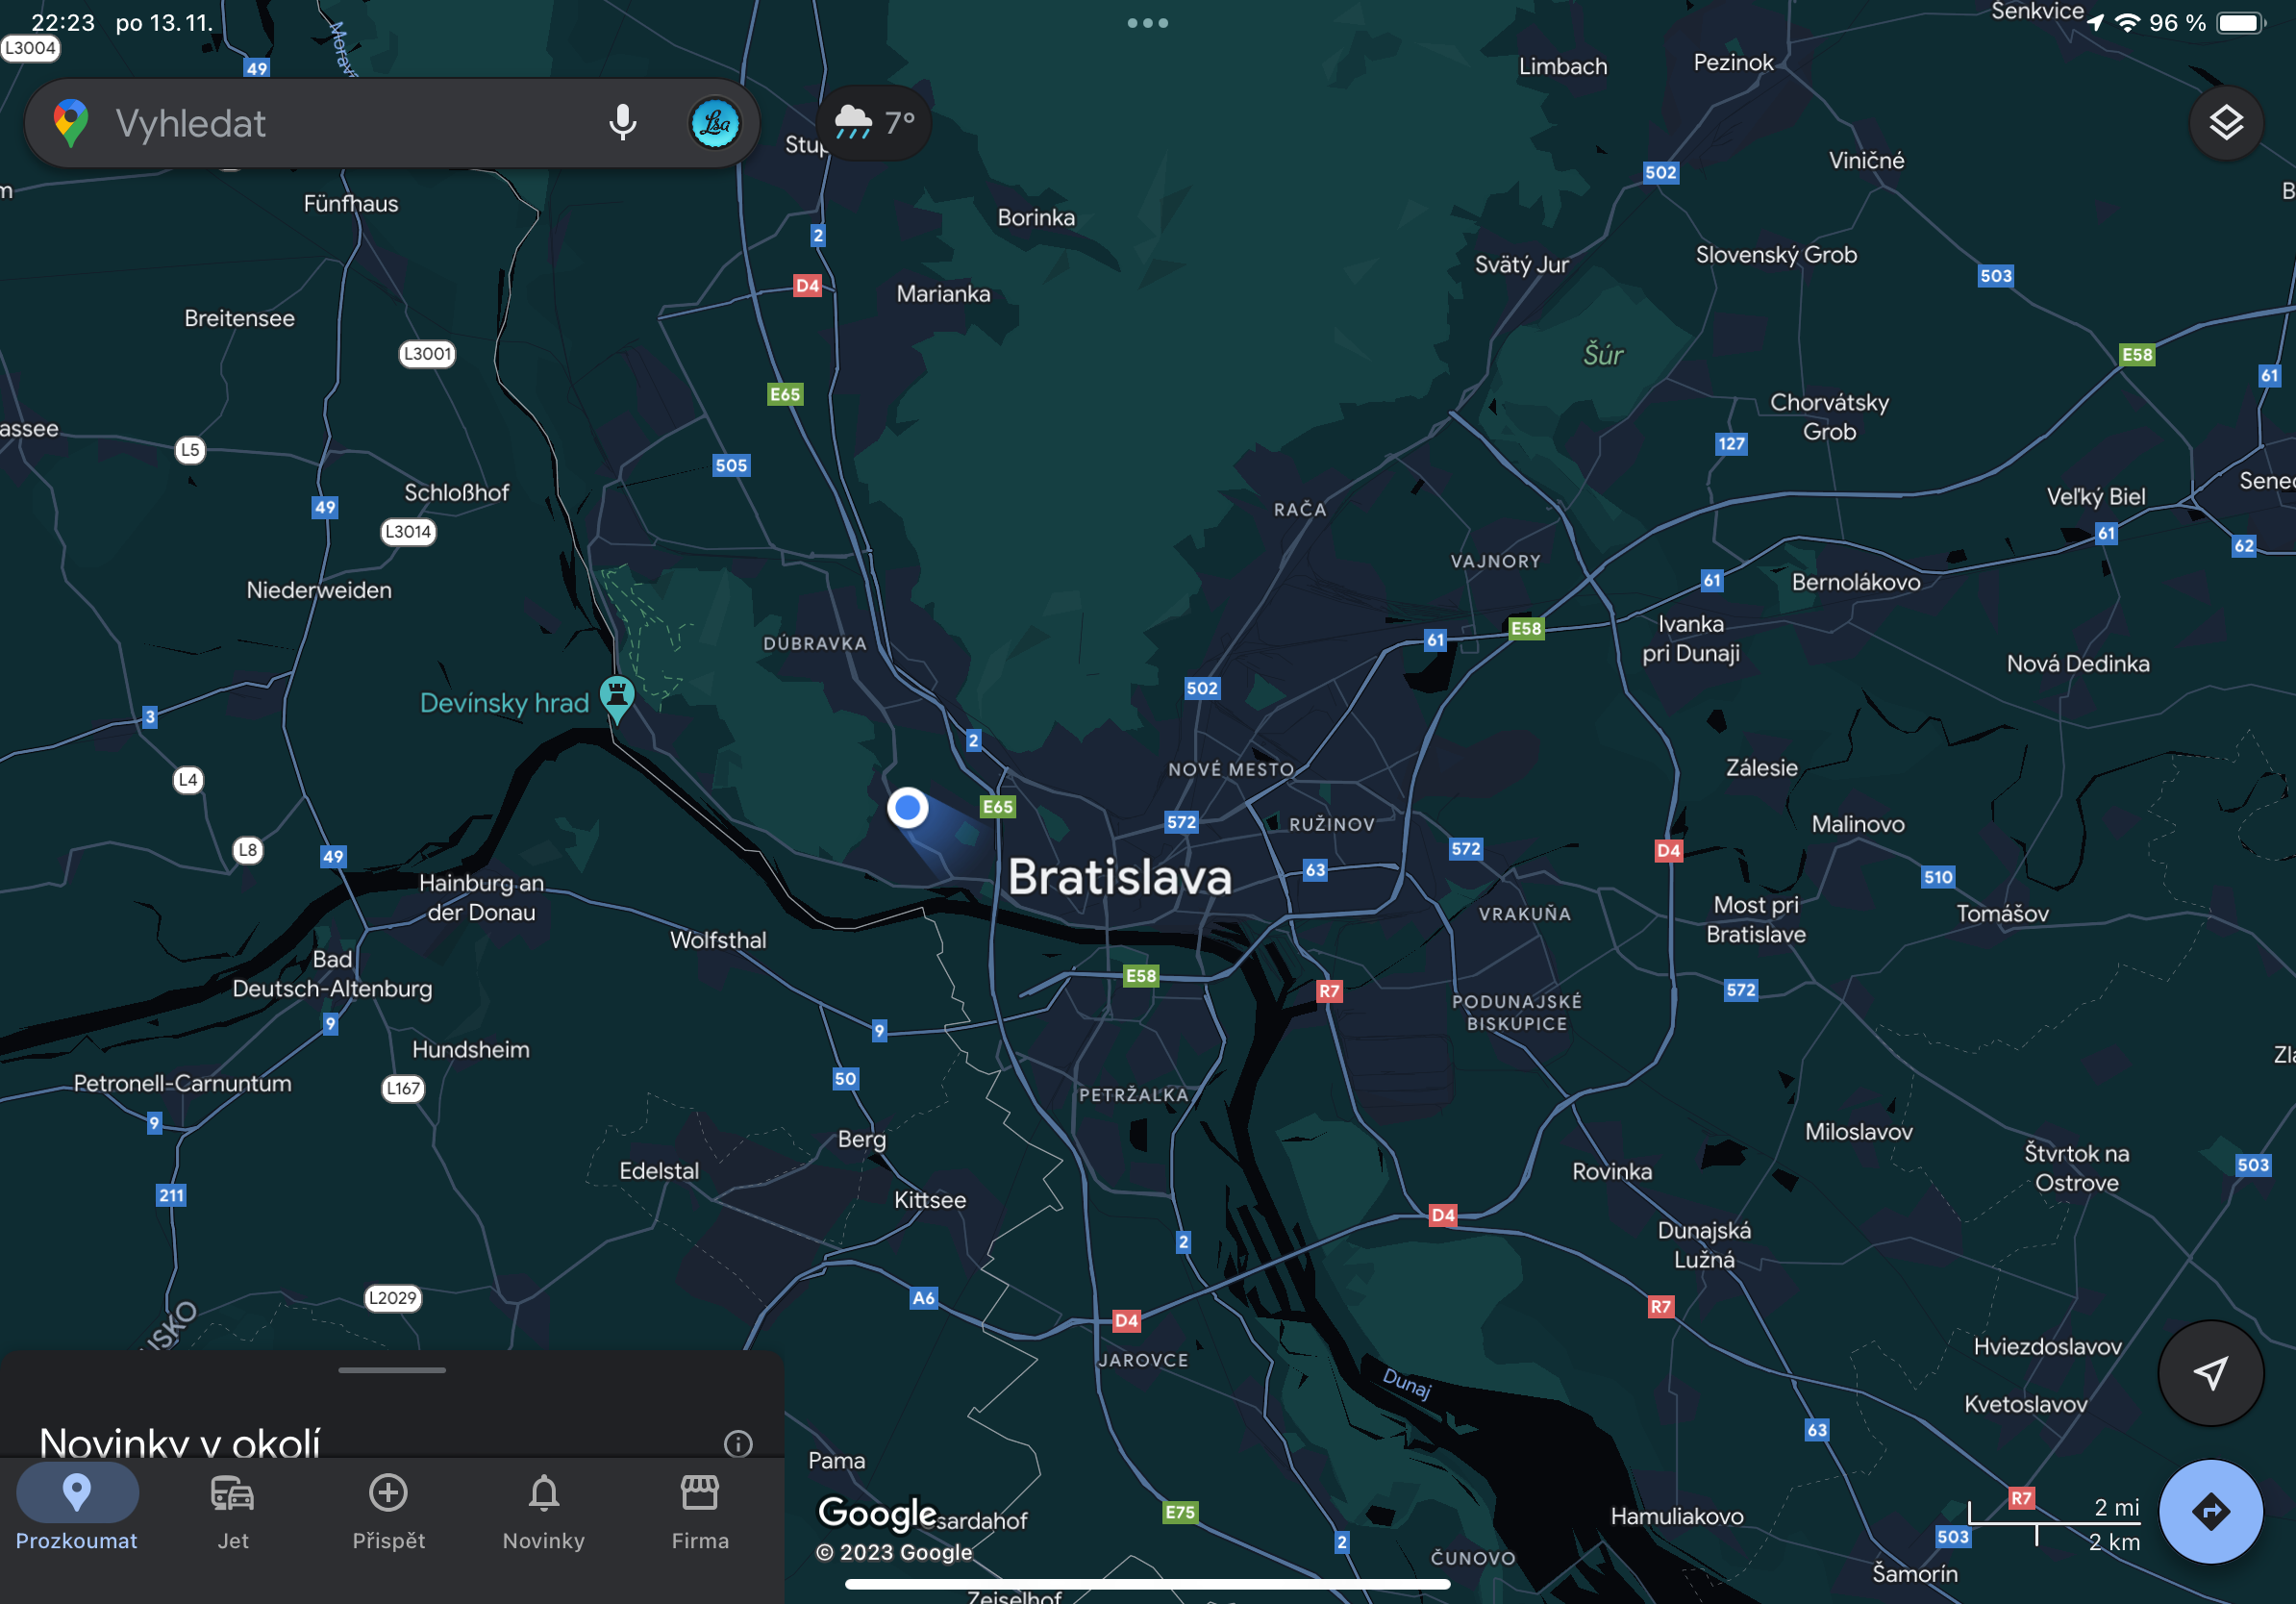 22:23 po 13. 11.
96 %
Šenkvice
L3004
49
Morava
Limbach
Pezinok
Vyhledat
Lsa
7°
502
Viničné
Fünfhaus
Borinka
2
Slovenský Grob
Svätý Jur
503
D4
Marianka
Breitensee
L3001
Šúr
E58
61
E65
Chorvátsky
Grob
127
L5
505
Schloßhof
49
L3014
RAČA
Veľký Biel
61
62
VAJNORY
61
Bernolákovo
Niederweiden
DÚBRAVKA
61
E58
Ivanka
pri Dunaji
Nová Dedinka
502
Devínsky hrad
3
2
NOVÉ MESTO
Zálesie
L4
E65
572
RUŽINOV
Malinovo
L8
49
Bratislava
63
572
D4
510
Hainburg an
der Donau
Wolfsthal
VRAKUŇA
Most pri
Bratislave
Tomášov
Bad
Deutsch-Altenburg
E58
R7
572
9
9
PODUNAJSKÉ
BISKUPICE
Hundsheim
Petronell-Carnuntum
L167
50
PETRŽALKA
9
Berg
Miloslavov
Edelstal
Rovinka
Štvrtok na
Ostrove
503
211
Kittsee
D4
2
Dunajská
Lužná
L2029
A6
D4
R7
JAROVCE
Hviezdoslavov
Dunaj
Kvetoslavov
63
Novinky v okolí
Pama
Prozkoumat
Jet
Přispět
Novinky
Firma
Google
© 2023 Google
E75
2
Hamuliakovo
R7
503
2 mi
2 km
ČUNOVO
Šamorín
Zeiselhof